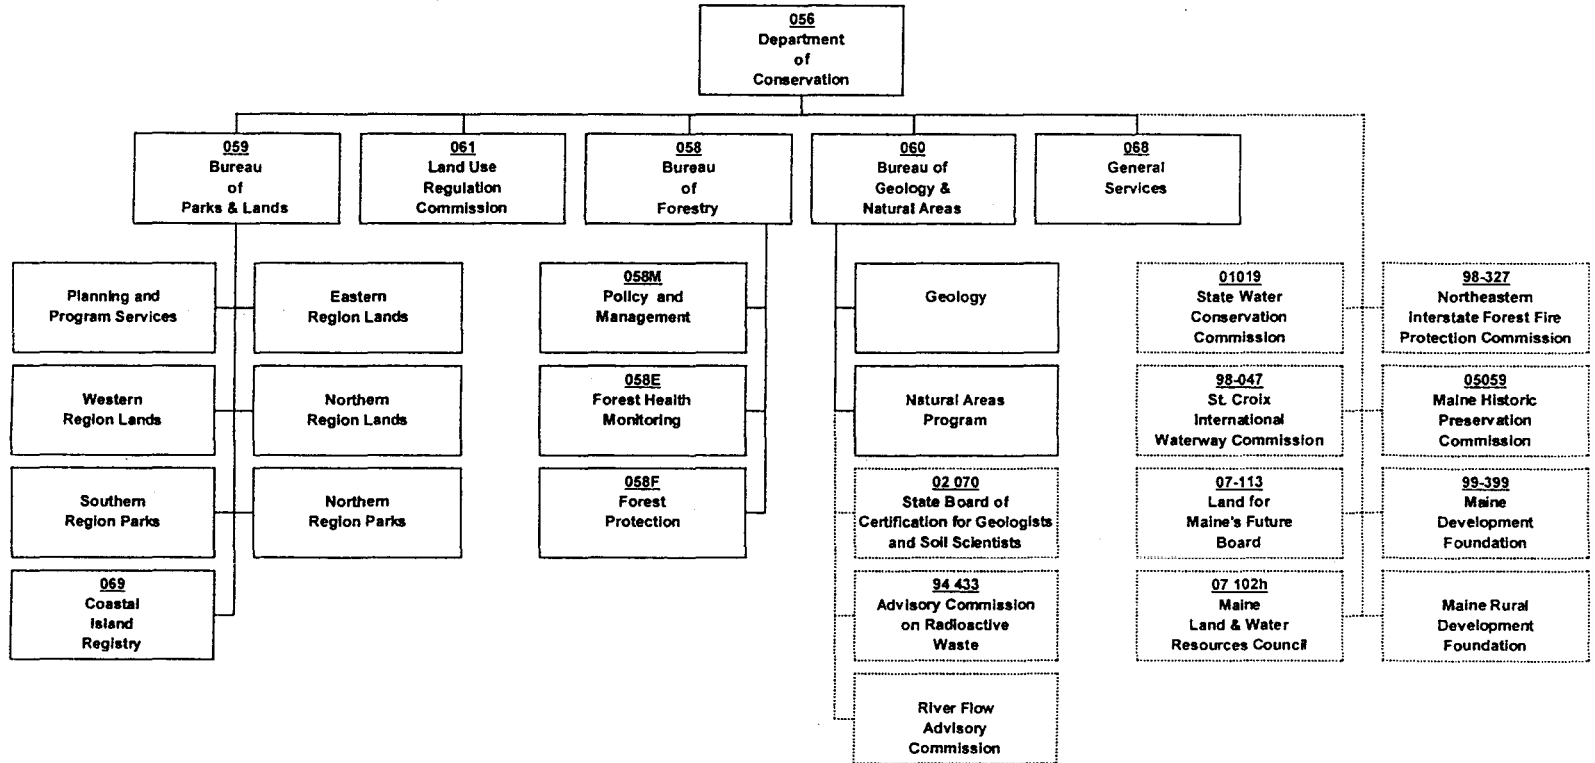 056
Department
of
Conservation
059
Bureau
of
Parks & Lands
061
Land Use
Regulation
Commission
058
Bureau
of
Forestry
060
Bureau of
Geology &
Natural Areas
068
General
Services
Planning and
Program Services
Eastern
Region Lands
Western
Region Lands
Northern
Region Lands
Southern
Region Parks
Northern
Region Parks
069
Coastal
Island
Registry
058M
Policy and
Management
058E
Forest Health
Monitoring
058F
Forest
Protection
Geology
Natural Areas
Program
02 070
State Board of
Certification for Geologists
and Soil Scientists
94 433
Advisory Commission
on Radioactive
Waste
River Flow
Advisory
Commission
01019
State Water
Conservation
Commission
98-327
Northeastern
Interstate Forest Fire
Protection Commission
98-047
St. Croix
International
Waterway Commission
05059
Maine Historic
Preservation
Commission
07-113
Land for
Maine's Future
Board
99-399
Maine
Development
Foundation
07 102h
Maine
Land & Water
Resources Council
Maine Rural
Development
Foundation